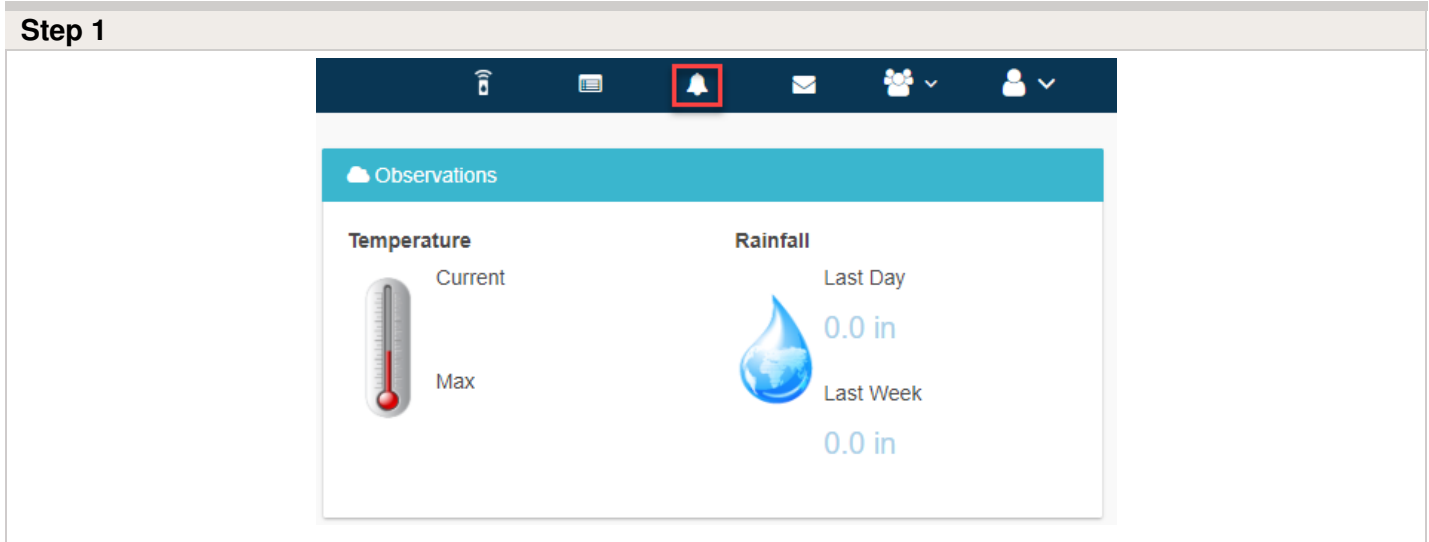 Step 1
Observations
Temperature
Current
Max
Rainfall
Last Day
0.0 in
Last Week
0.0 in